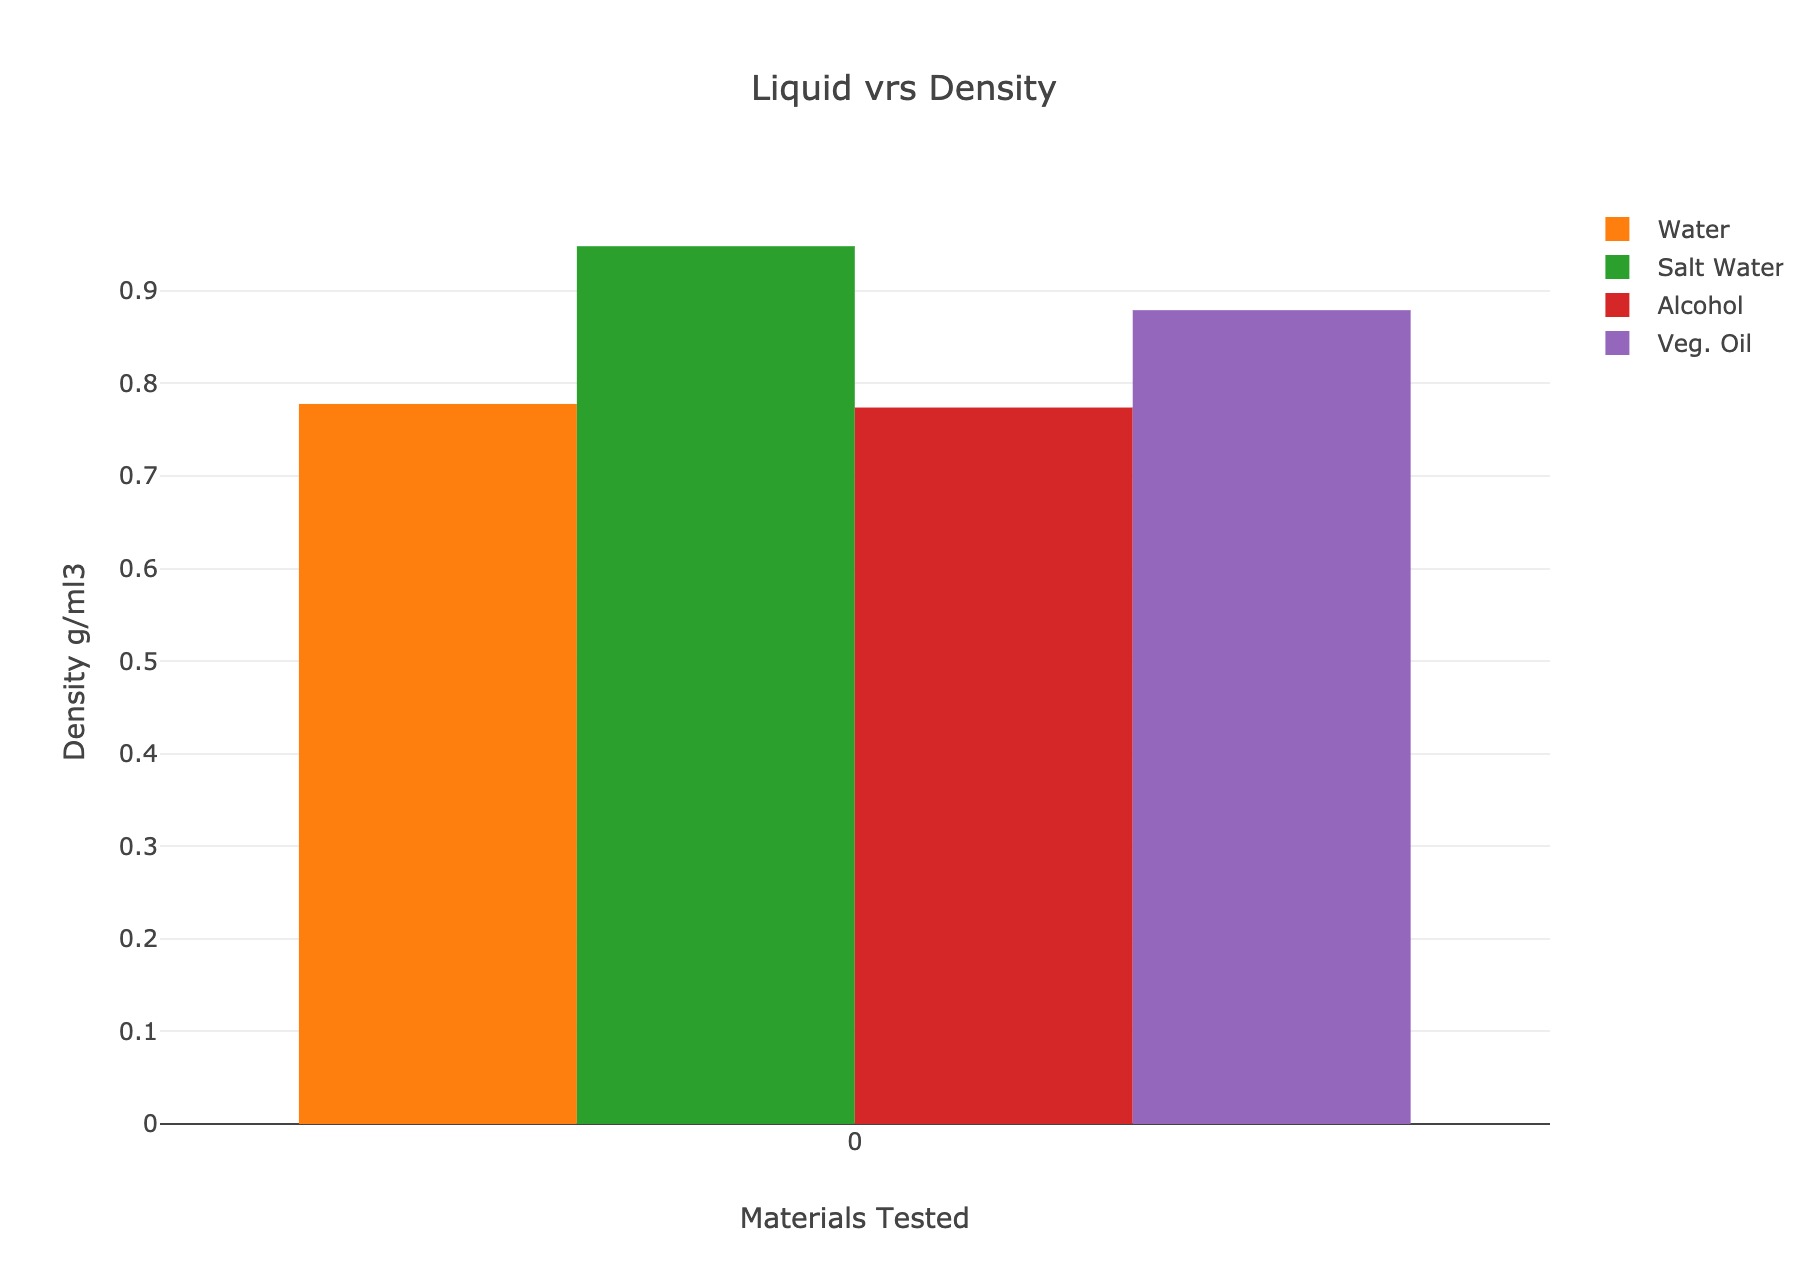 Liquid vrs Density
Water
Salt Water
Alcohol
Veg. Oil
Density g/ml3
0.9
0.8
0.7
0.6
0.5
0.4
0.3
0.2
0.1
0
0
Materials Tested